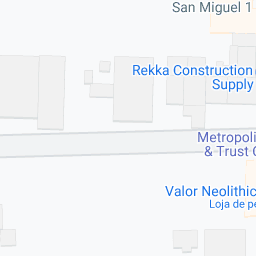 San Miguel 1
Rekka Construction
Supply
Metropoli
& Trust C
Valor Neolithic
Loja de pe